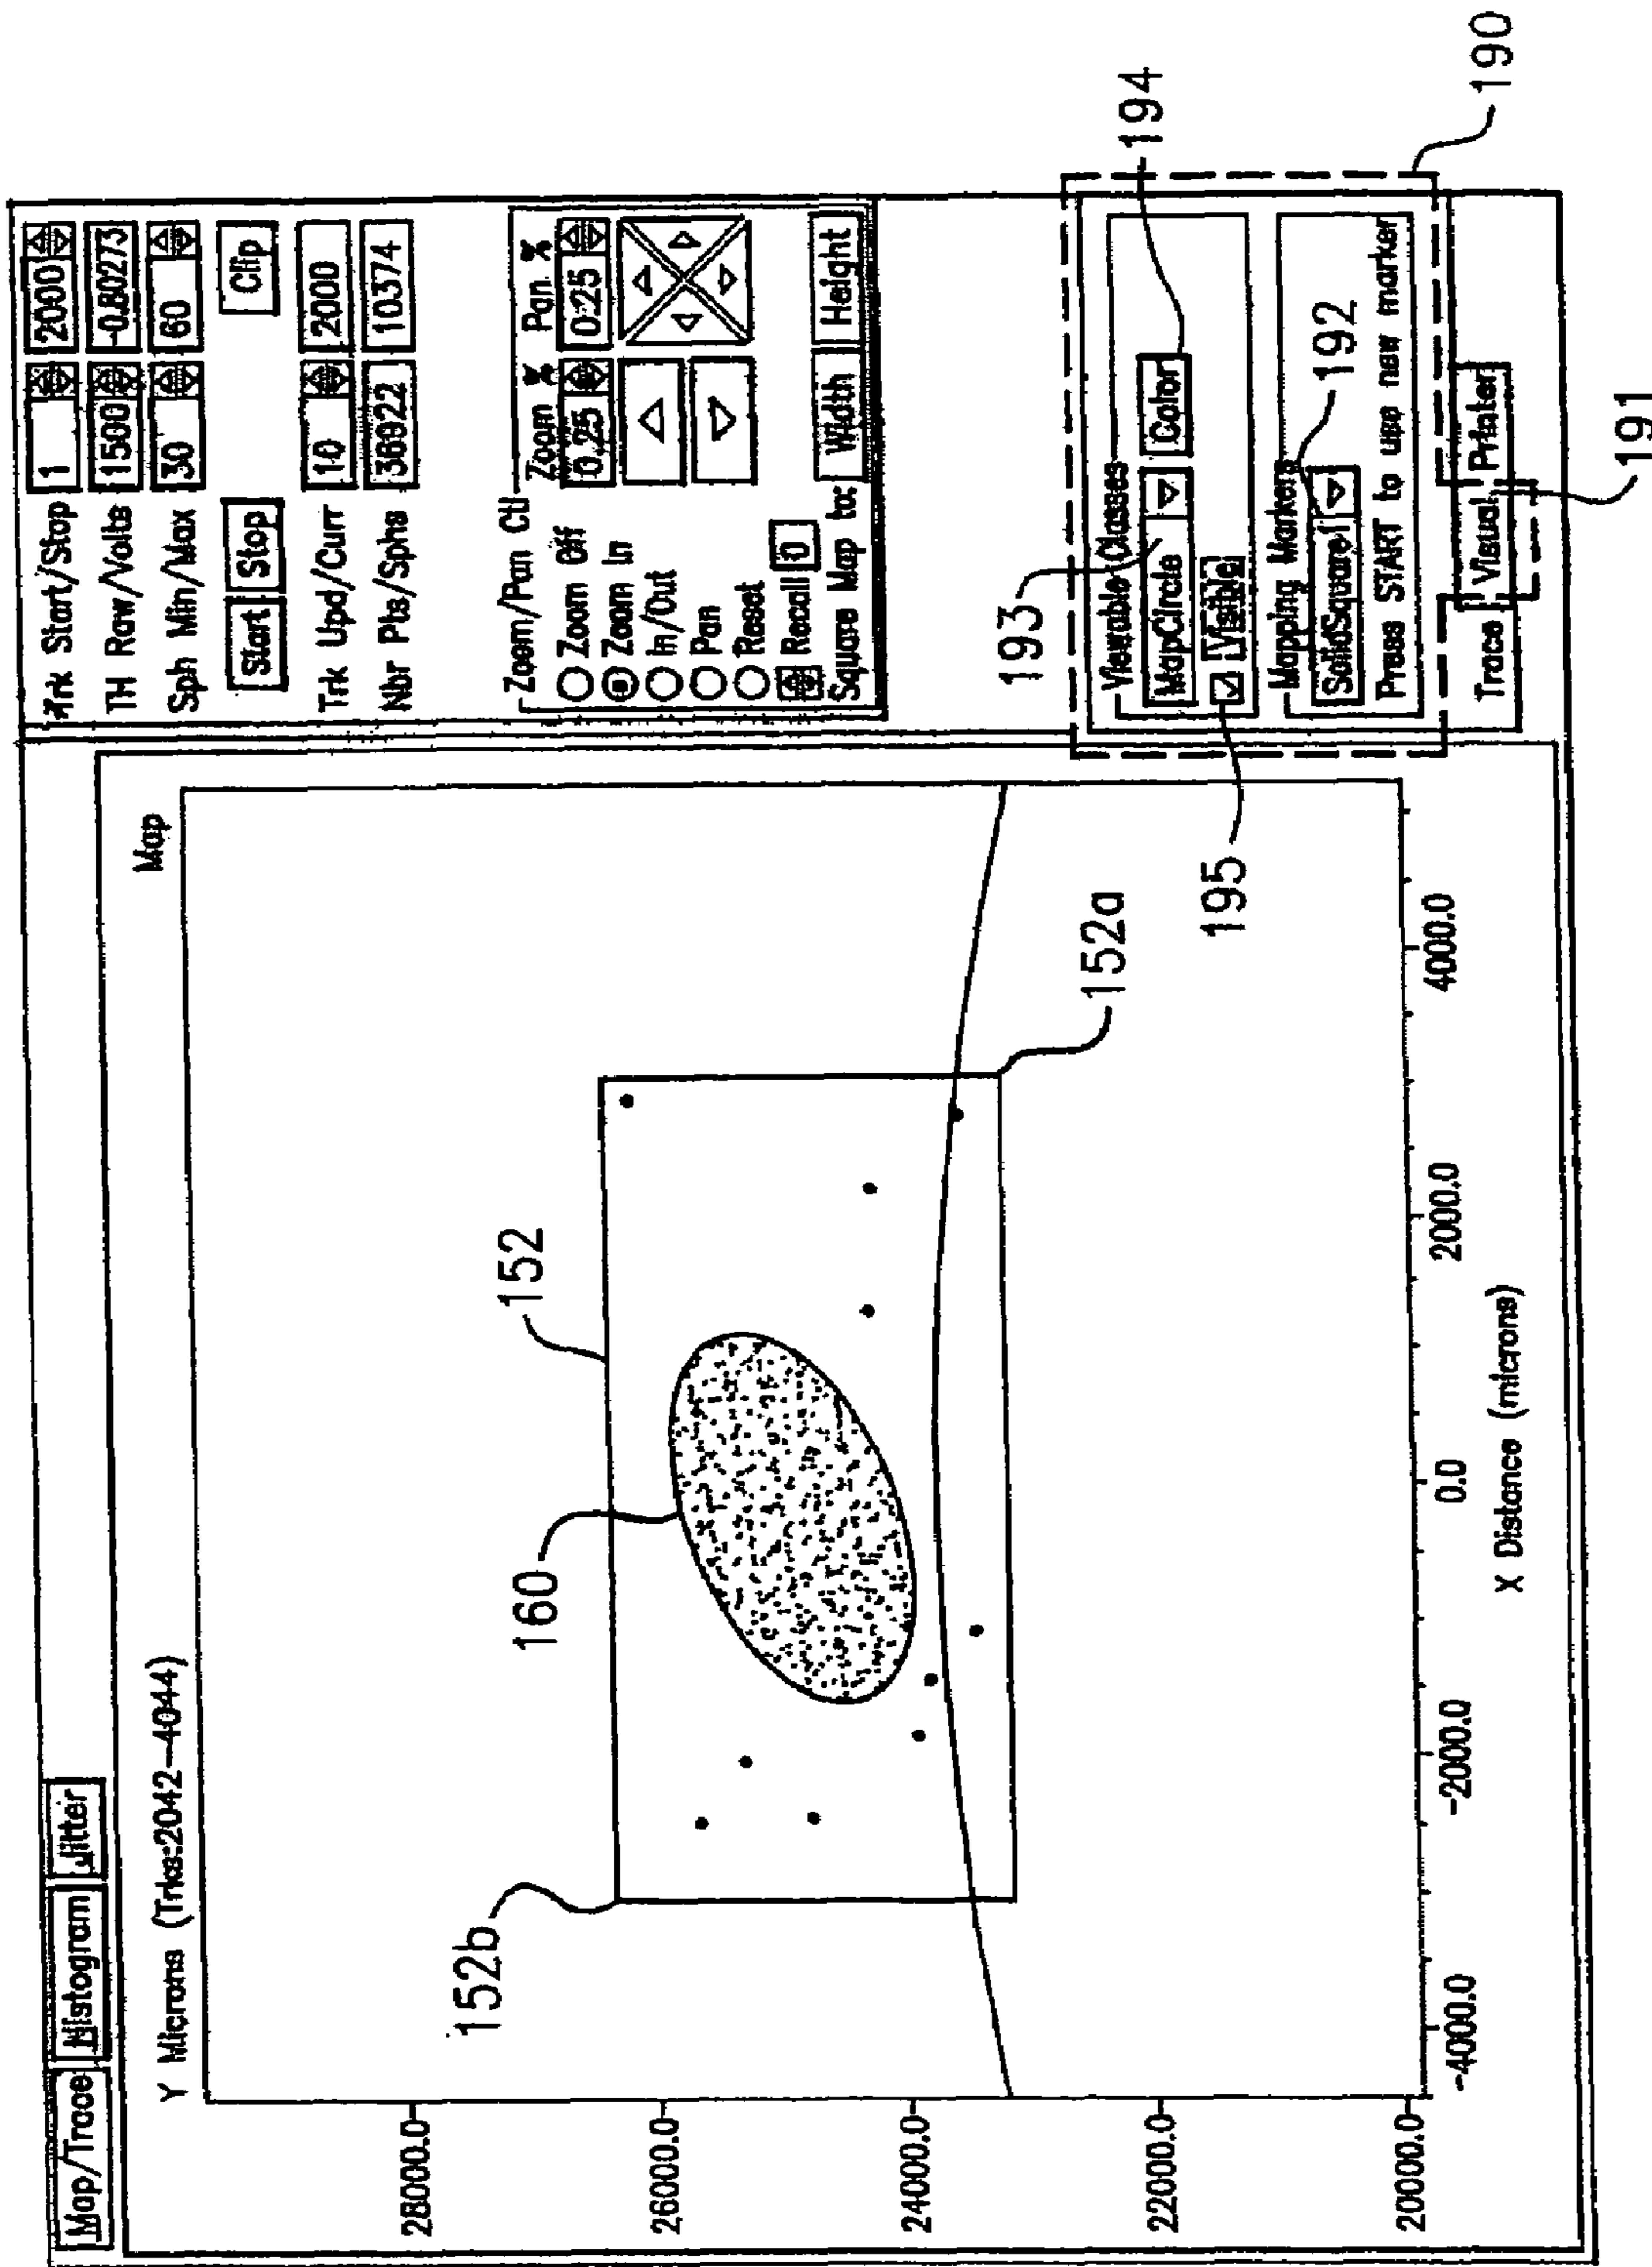 Map/Trace Histogram Jitter
Y Microns (Trks:2042-4044)
Map
28000.0
26000.0
24000.0
22000.0
20000.0
-4000.0
-2000.0
0.0
2000.0
4000.0
X Distance (microns)
152b
160
152
152a
Trk Start/Stop 1 2000
TH Raw/Volts 1500 -0.8027
Sph Min/Max 30 60
Start Stop Clip
Trk Upd/Curr 10 2000
Nbr Pts/Sphs 10374
Zoom/Pan Ctl
Zoom % Pan %
Zoom Off 0.25 025
Zoom In
In/Out
Pan
Reset
Recall 0
Square Map to: Width Height
193
194
Viewable Classes
MapCircle Color
Visible
195
Mapping Markers
192
SolidSquare1
Press START to use new marker
190
Trace Visual Printer
191